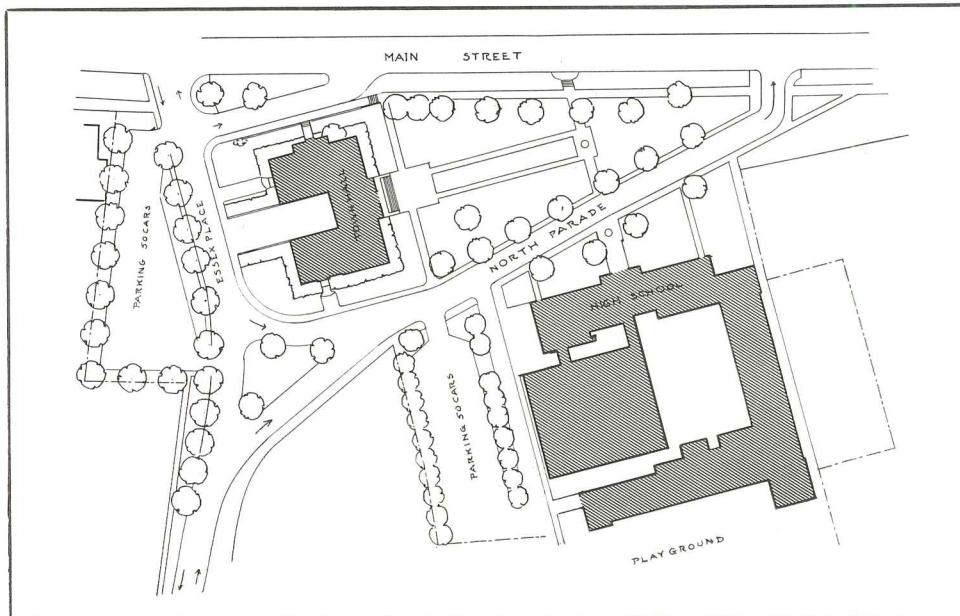 MAIN STREET
TOWN HALL
PARKING 50 CARS
ESSEX PLACE
NORTH PARADE
HIGH SCHOOL
PARKING 50 CARS
PLAYGROUND